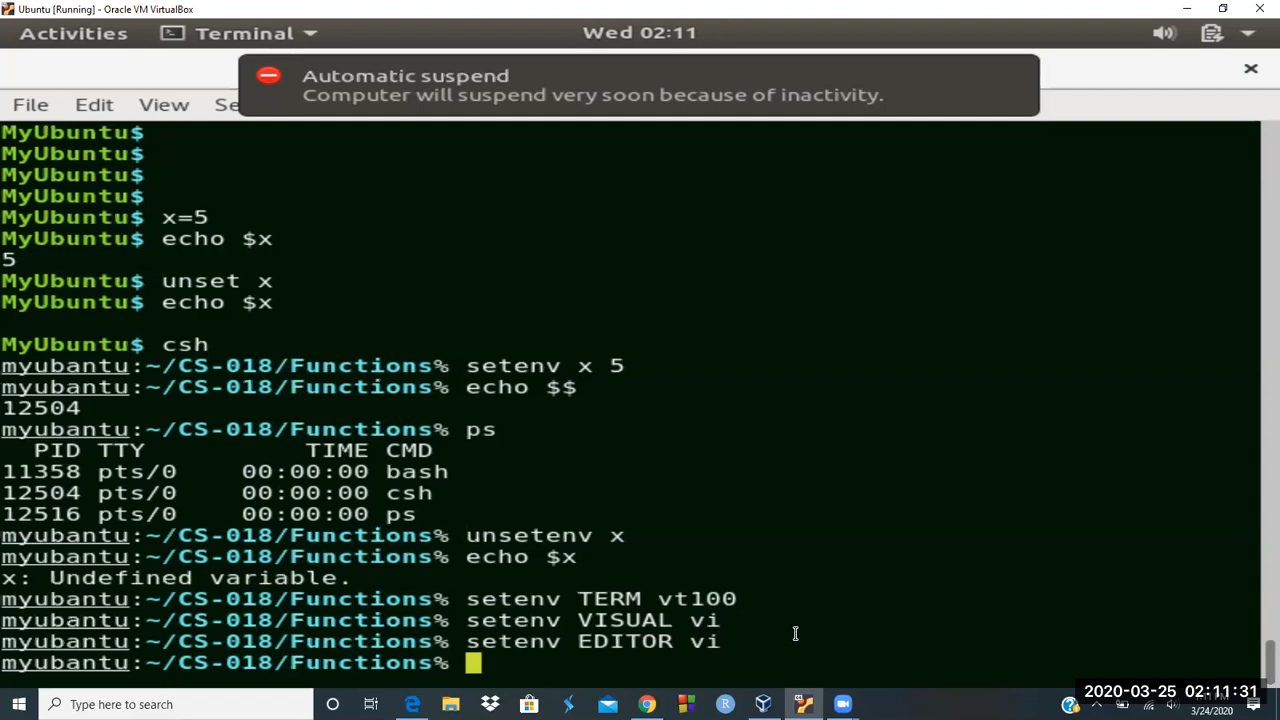 Ubuntu [Running] - Oracle VM VirtualBox
Activities Terminal Wed 02:11
Automatic suspend
Computer will suspend very soon because of inactivity.
File Edit View Se
MyUbuntu$
MyUbuntu$
MyUbuntu$
MyUbuntu$
MyUbuntu$ x=5
MyUbuntu$ echo $x
5
MyUbuntu$ unset x
MyUbuntu$ echo $x
MyUbuntu$ csh
myubantu:~/CS-018/Functions% setenv x 5
myubantu:~/CS-018/Functions% echo $$
12504
myubantu:~/CS-018/Functions% ps
PID TTY TIME CMD
11358 pts/0 00:00:00 bash
12504 pts/0 00:00:00 csh
12516 pts/0 00:00:00 ps
myubantu:~/CS-018/Functions% unsetenv x
myubantu:~/CS-018/Functions% echo $x
x: Undefined variable.
myubantu:~/CS-018/Functions% setenv TERM vt100
myubantu:~/CS-018/Functions% setenv VISUAL vi
myubantu:~/CS-018/Functions% setenv EDITOR vi
myubantu:~/CS-018/Functions%
2020-03-25 02:11:31
Type here to search
3/24/2020